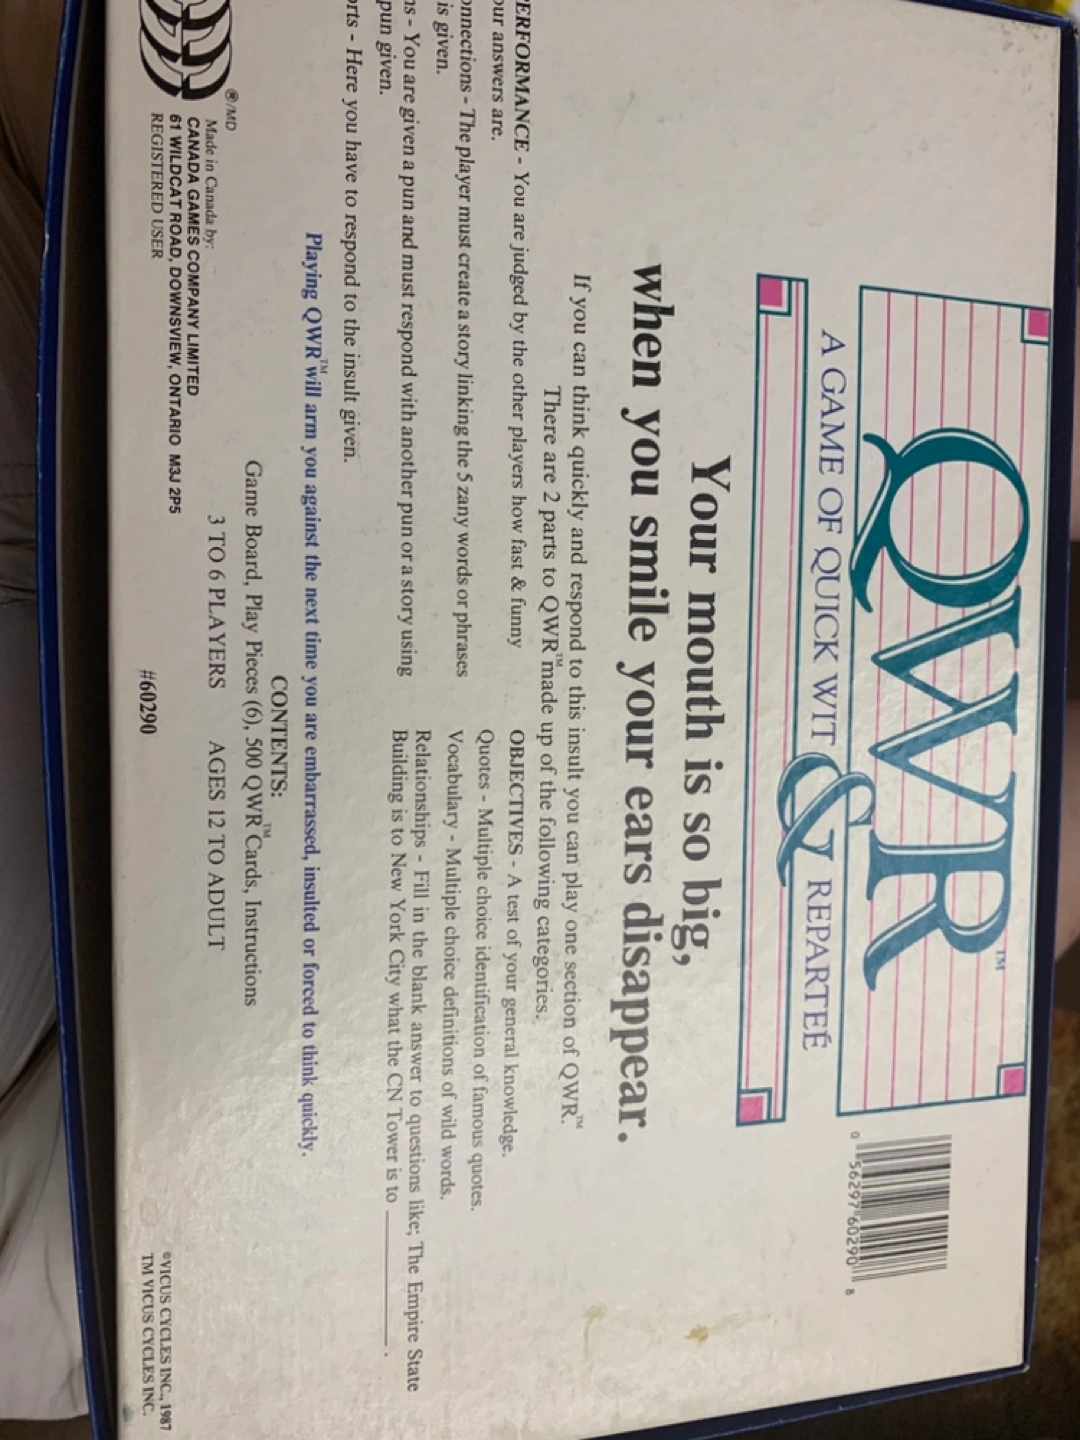 QWR™
A GAME OF QUICK WIT & REPARTEÉ
0 56297 60290 8
Your mouth is so big,
when you smile your ears disappear.
If you can think quickly and respond to this insult you can play one section of QWR.™
There are 2 parts to QWR™ made up of the following categories.
ERFORMANCE - You are judged by the other players how fast & funny
our answers are.
onnections - The player must create a story linking the 5 zany words or phrases
is given.
ns - You are given a pun and must respond with another pun or a story using
pun given.
orts - Here you have to respond to the insult given.
OBJECTIVES - A test of your general knowledge.
Quotes - Multiple choice identification of famous quotes.
Vocabulary - Multiple choice definitions of wild words.
Relationships - Fill in the blank answer to questions like; The Empire State
Building is to New York City what the CN Tower is to ________ .
Playing QWR™ will arm you against the next time you are embarrassed, insulted or forced to think quickly.
CONTENTS:
Game Board, Play Pieces (6), 500 QWR™ Cards, Instructions
3 TO 6 PLAYERS AGES 12 TO ADULT
®/MD
Made in Canada by:
CANADA GAMES COMPANY LIMITED
61 WILDCAT ROAD, DOWNSVIEW, ONTARIO M3J 2P5
REGISTERED USER
#60290
©VICUS CYCLES INC., 1987
TM VICUS CYCLES INC.